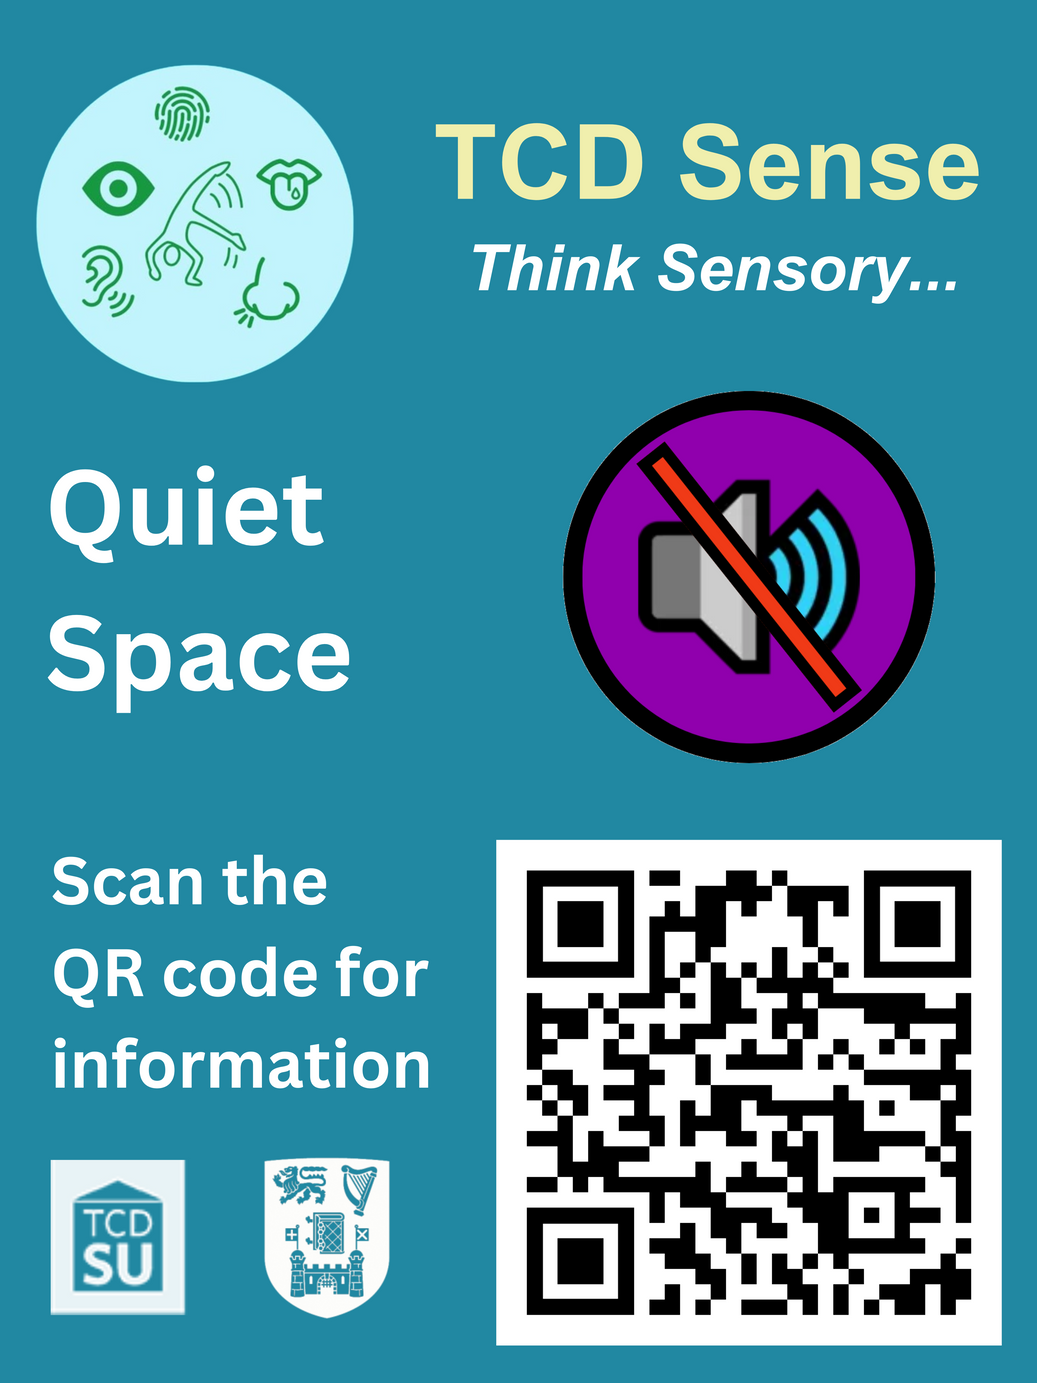 TCD Sense
Think Sensory...
Quiet
Space
Scan the
QR code for
information
TCD
SU